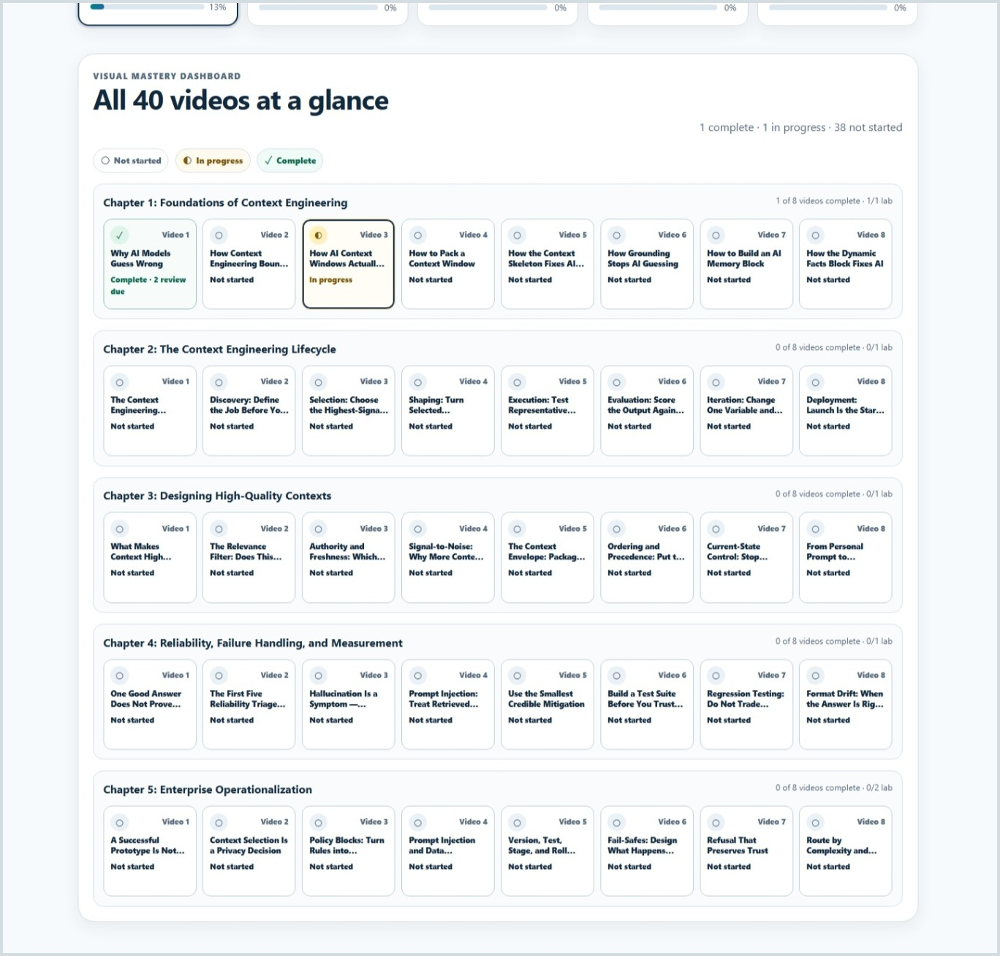 13%
0%
0%
0%
0%
VISUAL MASTERY DASHBOARD
All 40 videos at a glance
1 complete · 1 in progress · 38 not started
Not started
In progress
✓ Complete
Chapter 1: Foundations of Context Engineering
1 of 8 videos complete · 1/1 lab
✓ Video 1
Why AI Models
Guess Wrong
Complete · 2 review
due
Video 2
How Context
Engineering Boun...
Not started
Video 3
How AI Context
Windows Actuall...
In progress
Video 4
How to Pack a
Context Window
Not started
Video 5
How the Context
Skeleton Fixes AI...
Not started
Video 6
How Grounding
Stops AI Guessing
Not started
Video 7
How to Build an AI
Memory Block
Not started
Video 8
How the Dynamic
Facts Block Fixes AI
Not started
Chapter 2: The Context Engineering Lifecycle
0 of 8 videos complete · 0/1 lab
Video 1
The Context
Engineering...
Not started
Video 2
Discovery: Define
the Job Before Yo...
Not started
Video 3
Selection: Choose
the Highest-Signa...
Not started
Video 4
Shaping: Turn
Selected...
Not started
Video 5
Execution: Test
Representative...
Not started
Video 6
Evaluation: Score
the Output Again...
Not started
Video 7
Iteration: Change
One Variable and...
Not started
Video 8
Deployment:
Launch Is the Star...
Not started
Chapter 3: Designing High-Quality Contexts
0 of 8 videos complete · 0/1 lab
Video 1
What Makes
Context High...
Not started
Video 2
The Relevance
Filter: Does This...
Not started
Video 3
Authority and
Freshness: Which...
Not started
Video 4
Signal-to-Noise:
Why More Conte...
Not started
Video 5
The Context
Envelope: Packag...
Not started
Video 6
Ordering and
Precedence: Put t...
Not started
Video 7
Current-State
Control: Stop...
Not started
Video 8
From Personal
Prompt to...
Not started
Chapter 4: Reliability, Failure Handling, and Measurement
0 of 8 videos complete · 0/1 lab
Video 1
One Good Answer
Does Not Prove...
Not started
Video 2
The First Five
Reliability Triage...
Not started
Video 3
Hallucination Is a
Symptom —...
Not started
Video 4
Prompt Injection:
Treat Retrieved...
Not started
Video 5
Use the Smallest
Credible Mitigation
Not started
Video 6
Build a Test Suite
Before You Trust...
Not started
Video 7
Regression Testing:
Do Not Trade...
Not started
Video 8
Format Drift: When
the Answer Is Rig...
Not started
Chapter 5: Enterprise Operationalization
0 of 8 videos complete · 0/2 lab
Video 1
A Successful
Prototype Is Not...
Not started
Video 2
Context Selection Is
a Privacy Decision
Not started
Video 3
Policy Blocks: Turn
Rules into...
Not started
Video 4
Prompt Injection
and Data...
Not started
Video 5
Version, Test,
Stage, and Roll...
Not started
Video 6
Fail-Safes: Design
What Happens...
Not started
Video 7
Refusal That
Preserves Trust
Not started
Video 8
Route by
Complexity and...
Not started